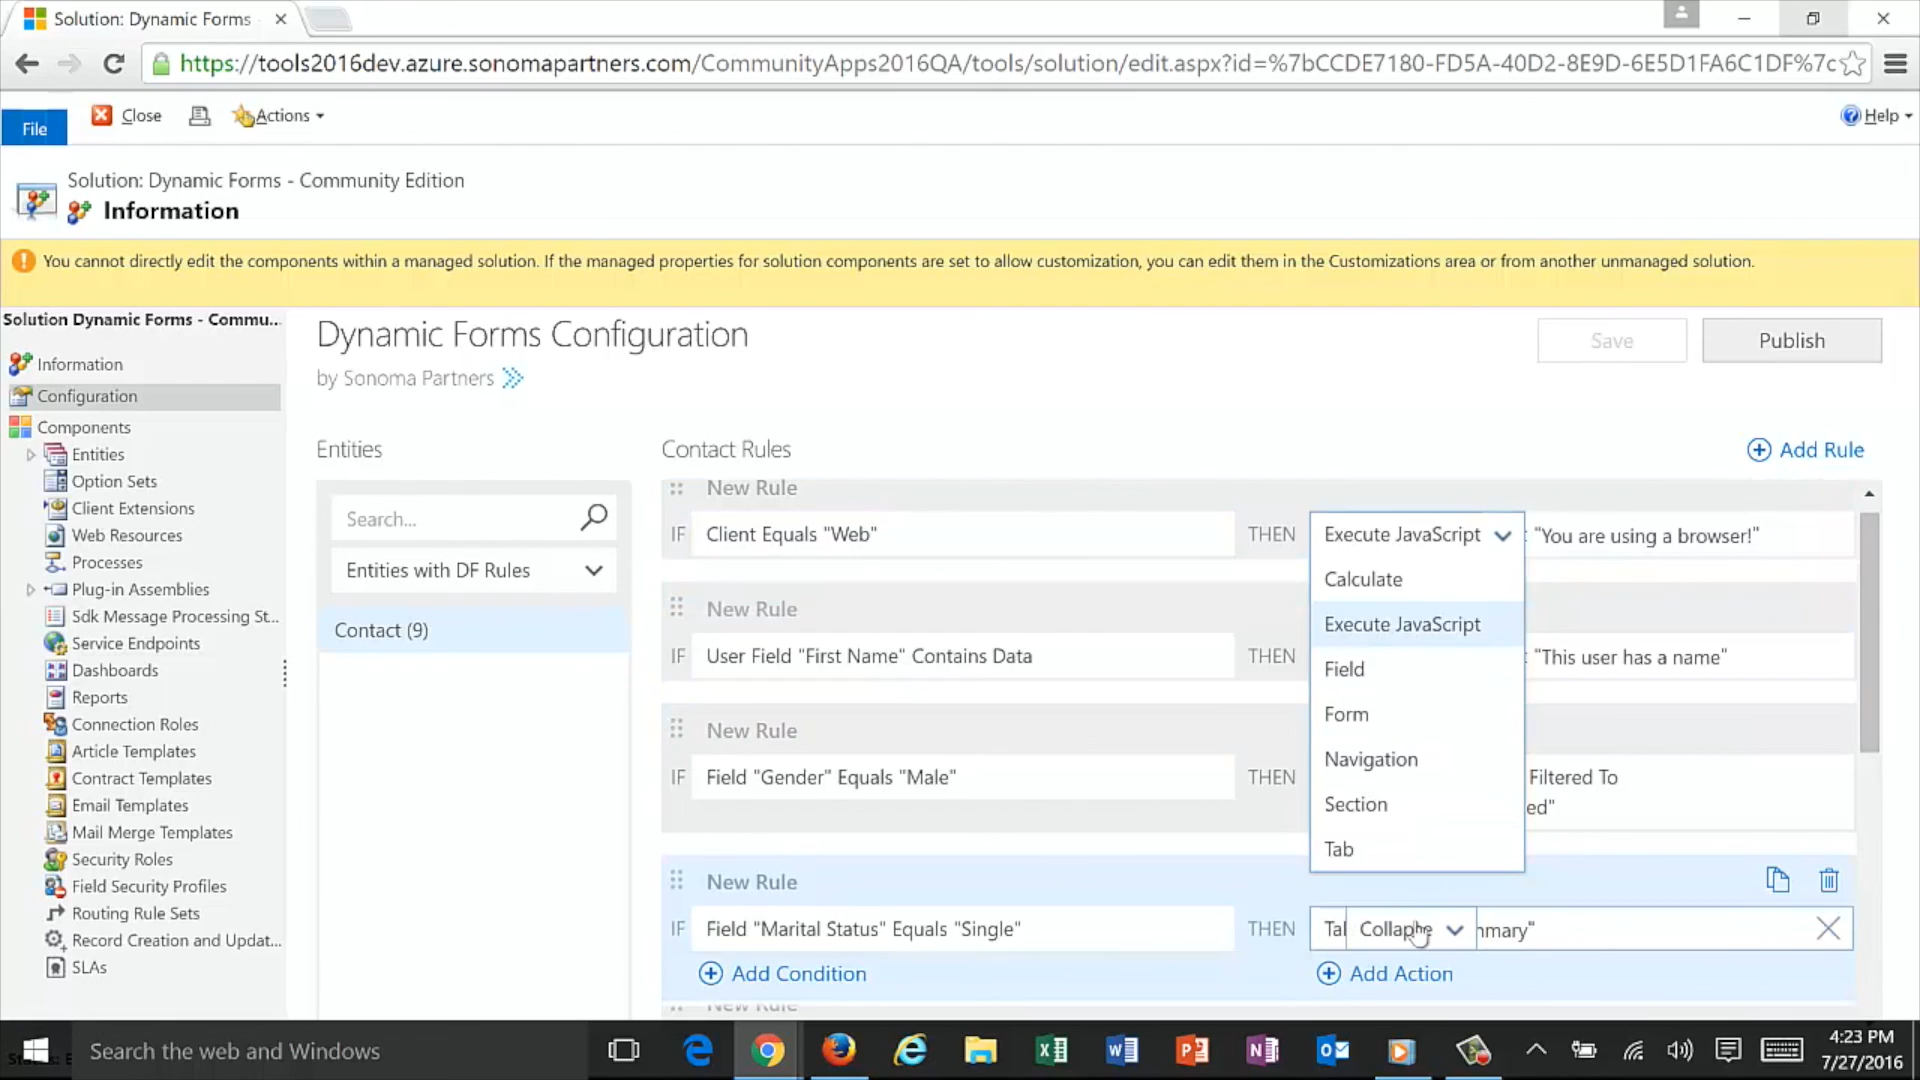 Solution: Dynamic Forms
https://tools2016dev.azure.sonomapartners.com/CommunityApps2016QA/tools/solution/edit.aspx?id=%7bCCDE7180-FD5A-40D2-8E9D-6E5D1FA6C1DF%7c
File
Close
Actions
Help
Solution: Dynamic Forms - Community Edition
Information
You cannot directly edit the components within a managed solution. If the managed properties for solution components are set to allow customization, you can edit them in the Customizations area or from another unmanaged solution.
Solution Dynamic Forms - Commu...
Information
Configuration
Components
Entities
Option Sets
Client Extensions
Web Resources
Processes
Plug-in Assemblies
Sdk Message Processing St...
Service Endpoints
Dashboards
Reports
Connection Roles
Article Templates
Contract Templates
Email Templates
Mail Merge Templates
Security Roles
Field Security Profiles
Routing Rule Sets
Record Creation and Updat...
SLAs
Dynamic Forms Configuration
by Sonoma Partners
Save
Publish
Entities
Search...
Entities with DF Rules
Contact (9)
Contact Rules
Add Rule
New Rule
IF Client Equals "Web" THEN Execute JavaScript "You are using a browser!"
Calculate
Execute JavaScript
Field
Form
Navigation
Section
Tab
New Rule
IF User Field "First Name" Contains Data THEN "This user has a name"
New Rule
IF Field "Gender" Equals "Male" THEN Filtered To
ed"
New Rule
IF Field "Marital Status" Equals "Single" THEN Tal mmary"
Add Condition
Add Action
New Rule
Search the web and Windows
4:23 PM
7/27/2016